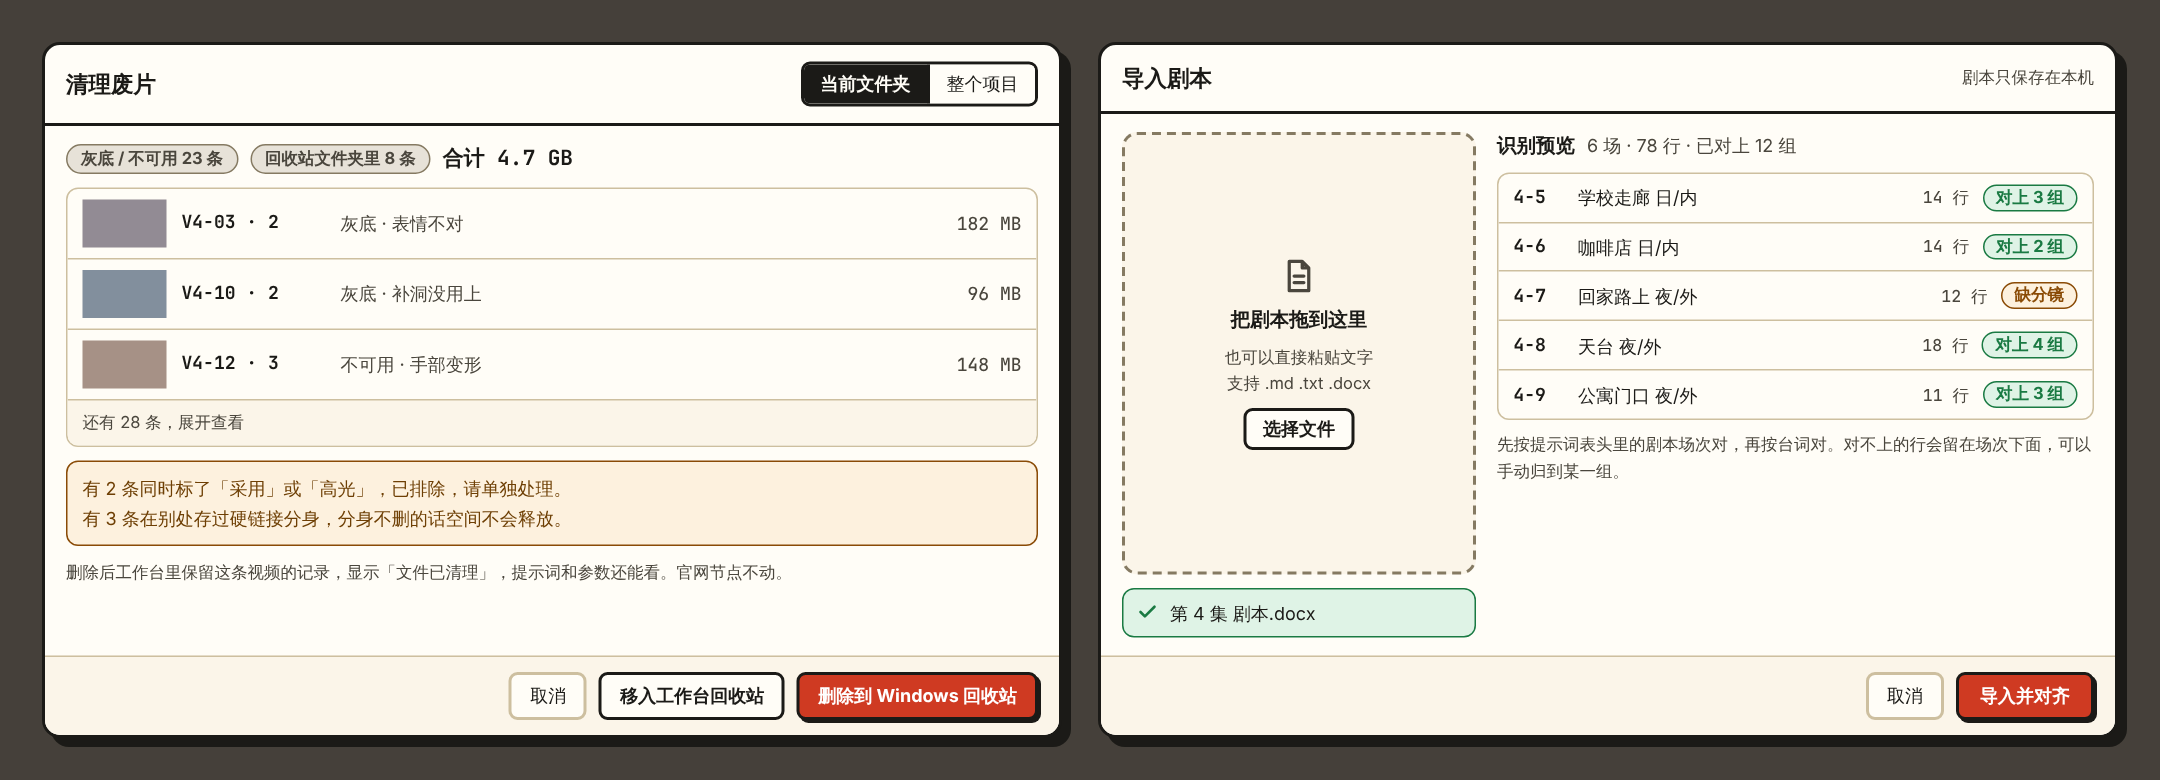 清理废片
当前文件夹 整个项目
灰底 / 不可用 23 条 回收站文件夹里 8 条 合计 4.7 GB
V4-03 · 2 灰底 · 表情不对 182 MB
V4-10 · 2 灰底 · 补洞没用上 96 MB
V4-12 · 3 不可用 · 手部变形 148 MB
还有 28 条，展开查看
有 2 条同时标了「采用」或「高光」，已排除，请单独处理。
有 3 条在别处存过硬链接分身，分身不删的话空间不会释放。
删除后工作台里保留这条视频的记录，显示「文件已清理」，提示词和参数还能看。官网节点不动。
取消 移入工作台回收站 删除到 Windows 回收站
导入剧本 剧本只保存在本机
把剧本拖到这里
也可以直接粘贴文字
支持 .md .txt .docx
选择文件
第 4 集 剧本.docx
识别预览 6 场 · 78 行 · 已对上 12 组
4-5 学校走廊 日/内 14 行 对上 3 组
4-6 咖啡店 日/内 14 行 对上 2 组
4-7 回家路上 夜/外 12 行 缺分镜
4-8 天台 夜/外 18 行 对上 4 组
4-9 公寓门口 夜/外 11 行 对上 3 组
先按提示词表头里的剧本场次对，再按台词对。对不上的行会留在场次下面，可以
手动归到某一组。
取消 导入并对齐